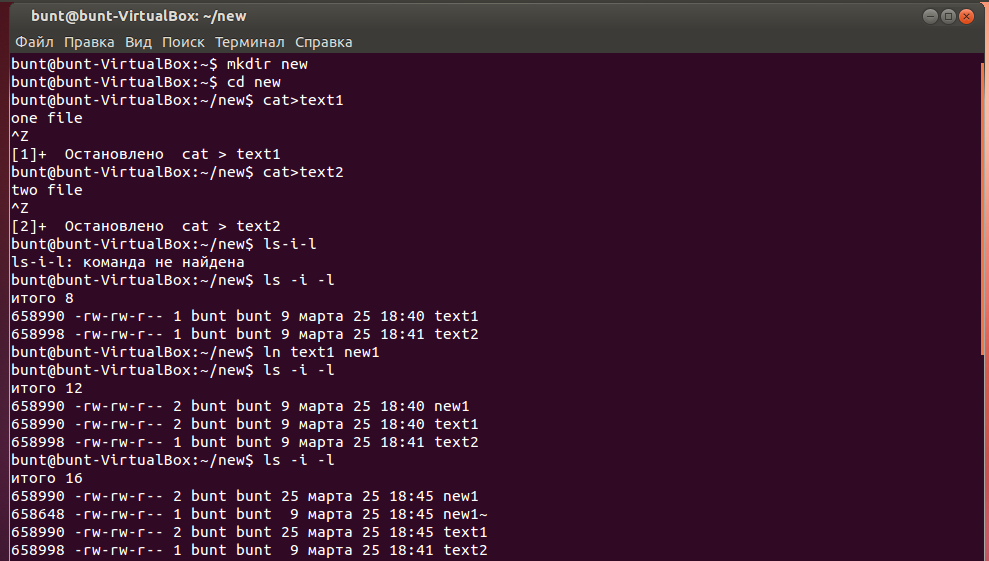 bunt@bunt-VirtualBox: ~/new
Файл Правка Вид Поиск Терминал Справка
bunt@bunt-VirtualBox:~$ mkdir new
bunt@bunt-VirtualBox:~$ cd new
bunt@bunt-VirtualBox:~/new$ cat>text1
one file
^Z
[1]+  Остановлено  cat > text1
bunt@bunt-VirtualBox:~/new$ cat>text2
two file
^Z
[2]+  Остановлено  cat > text2
bunt@bunt-VirtualBox:~/new$ ls-i-l
ls-i-l: команда не найдена
bunt@bunt-VirtualBox:~/new$ ls -i -l
итого 8
658990 -rw-rw-r-- 1 bunt bunt 9 марта 25 18:40 text1
658998 -rw-rw-r-- 1 bunt bunt 9 марта 25 18:41 text2
bunt@bunt-VirtualBox:~/new$ ln text1 new1
bunt@bunt-VirtualBox:~/new$ ls -i -l
итого 12
658990 -rw-rw-r-- 2 bunt bunt 9 марта 25 18:40 new1
658990 -rw-rw-r-- 2 bunt bunt 9 марта 25 18:40 text1
658998 -rw-rw-r-- 1 bunt bunt 9 марта 25 18:41 text2
bunt@bunt-VirtualBox:~/new$ ls -i -l
итого 16
658990 -rw-rw-r-- 2 bunt bunt 25 марта 25 18:45 new1
658648 -rw-rw-r-- 1 bunt bunt  9 марта 25 18:45 new1~
658990 -rw-rw-r-- 2 bunt bunt 25 марта 25 18:45 text1
658998 -rw-rw-r-- 1 bunt bunt  9 марта 25 18:41 text2